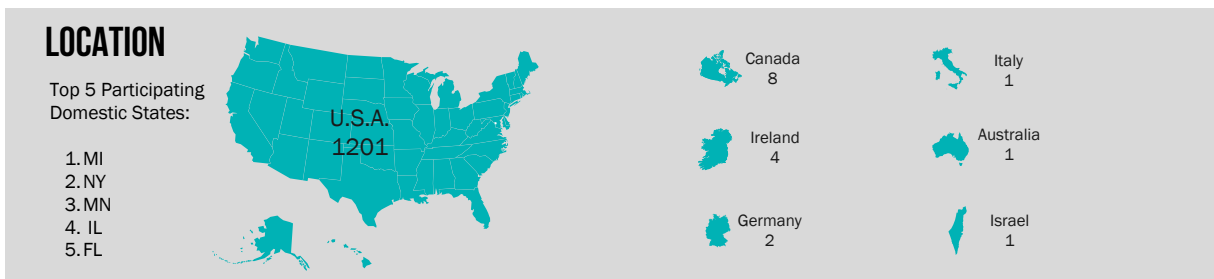 LOCATION
Top 5 Participating
Domestic States:
1. MI
2. NY
3. MN
4. IL
5. FL
U.S.A.
1201
Canada
8
Ireland
4
Germany
2
Italy
1
Australia
1
Israel
1